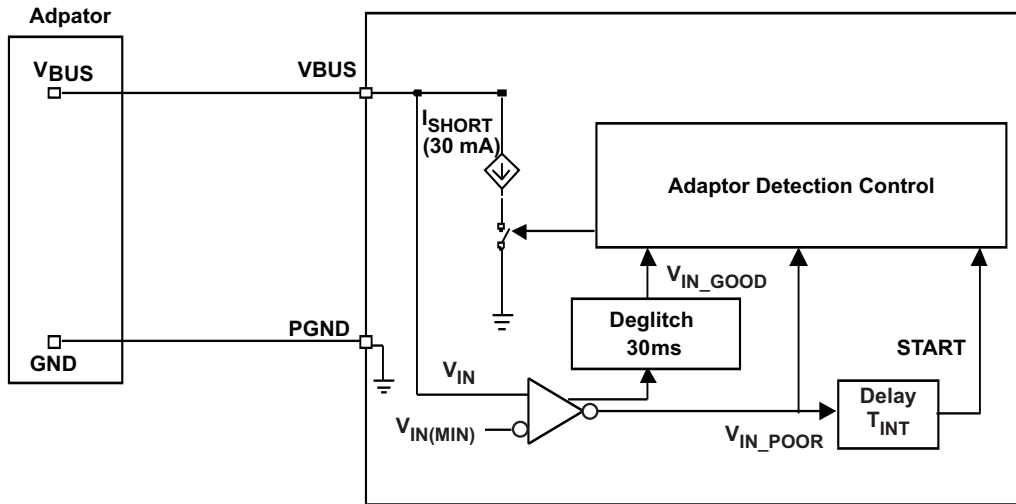 Adpator
VBUS
GND
VBUS
PGND
ISHORT
(30 mA)
Adaptor Detection Control
VIN_GOOD
Deglitch
30ms
START
VIN
VIN(MIN)
VIN_POOR
Delay
TINT